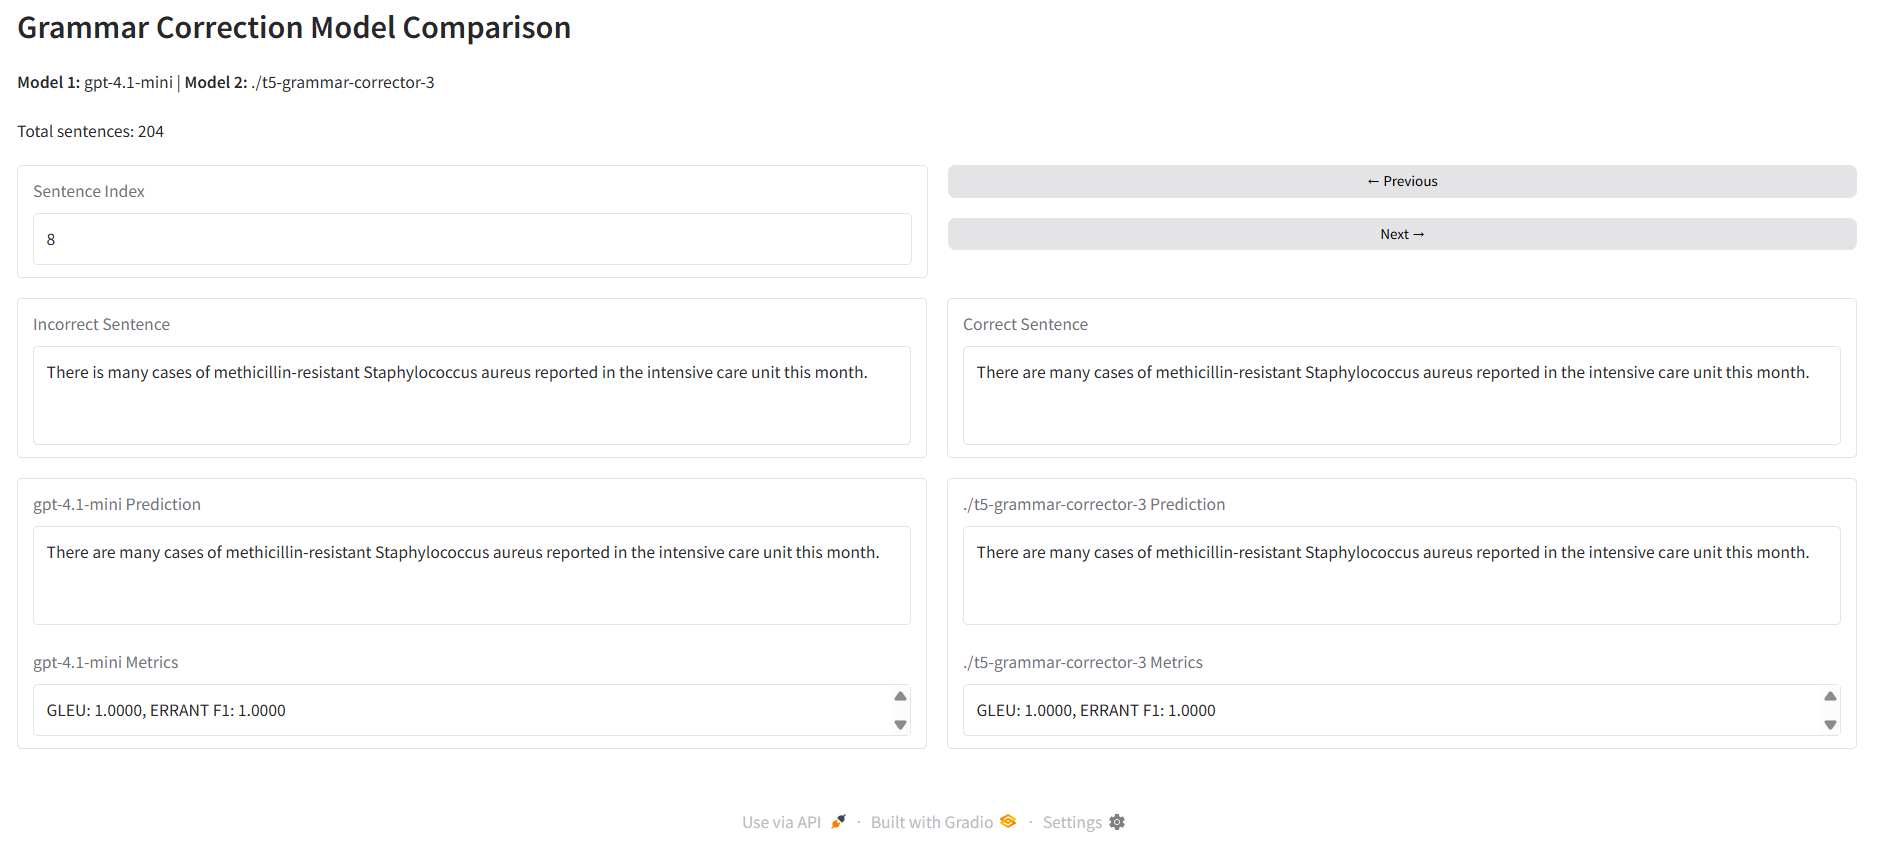 Grammar Correction Model Comparison
Model 1: gpt-4.1-mini | Model 2: ./t5-grammar-corrector-3
Total sentences: 204
Sentence Index
8
← Previous
Next →
Incorrect Sentence
There is many cases of methicillin-resistant Staphylococcus aureus reported in the intensive care unit this month.
Correct Sentence
There are many cases of methicillin-resistant Staphylococcus aureus reported in the intensive care unit this month.
gpt-4.1-mini Prediction
There are many cases of methicillin-resistant Staphylococcus aureus reported in the intensive care unit this month.
gpt-4.1-mini Metrics
GLEU: 1.0000, ERRANT F1: 1.0000
./t5-grammar-corrector-3 Prediction
There are many cases of methicillin-resistant Staphylococcus aureus reported in the intensive care unit this month.
./t5-grammar-corrector-3 Metrics
GLEU: 1.0000, ERRANT F1: 1.0000
Use via API · Built with Gradio · Settings